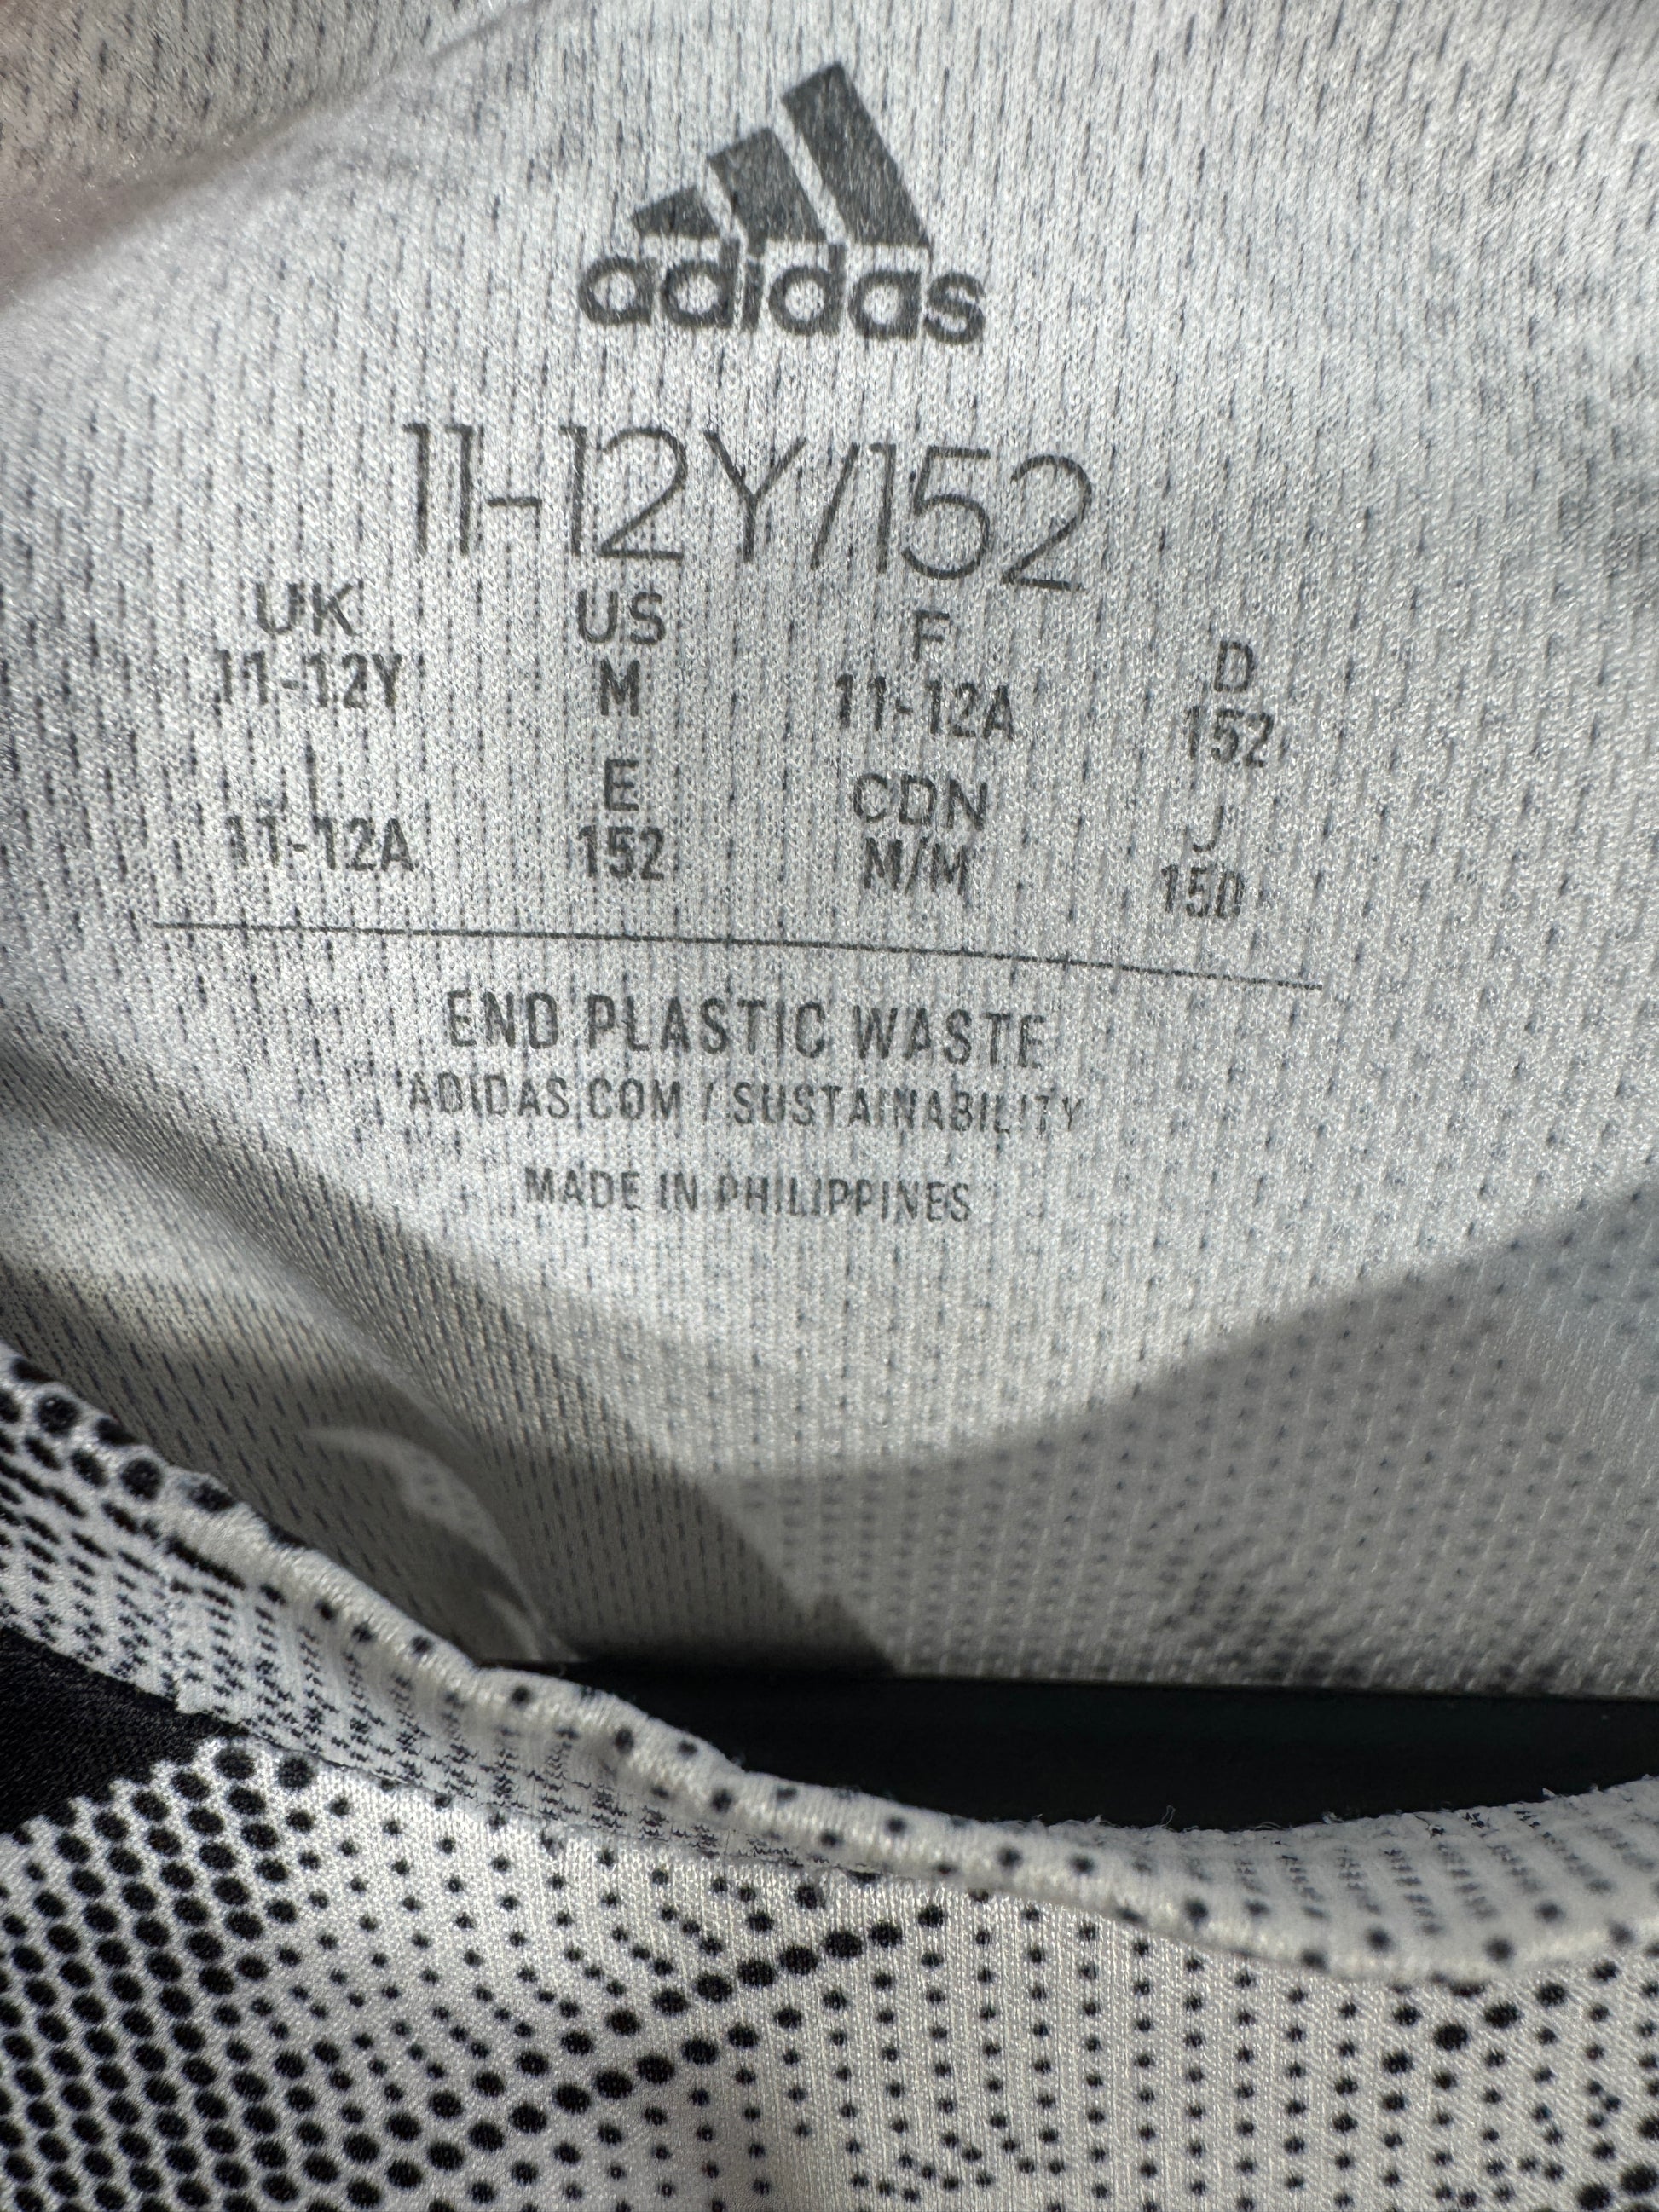 adidas
11-12Y/152
UK US F D
11-12Y M 11-12A 152
I E CDN J
11-12A 152 M/M 150
END PLASTIC WASTE
ADIDAS.COM / SUSTAINABILITY
MADE IN PHILIPPINES